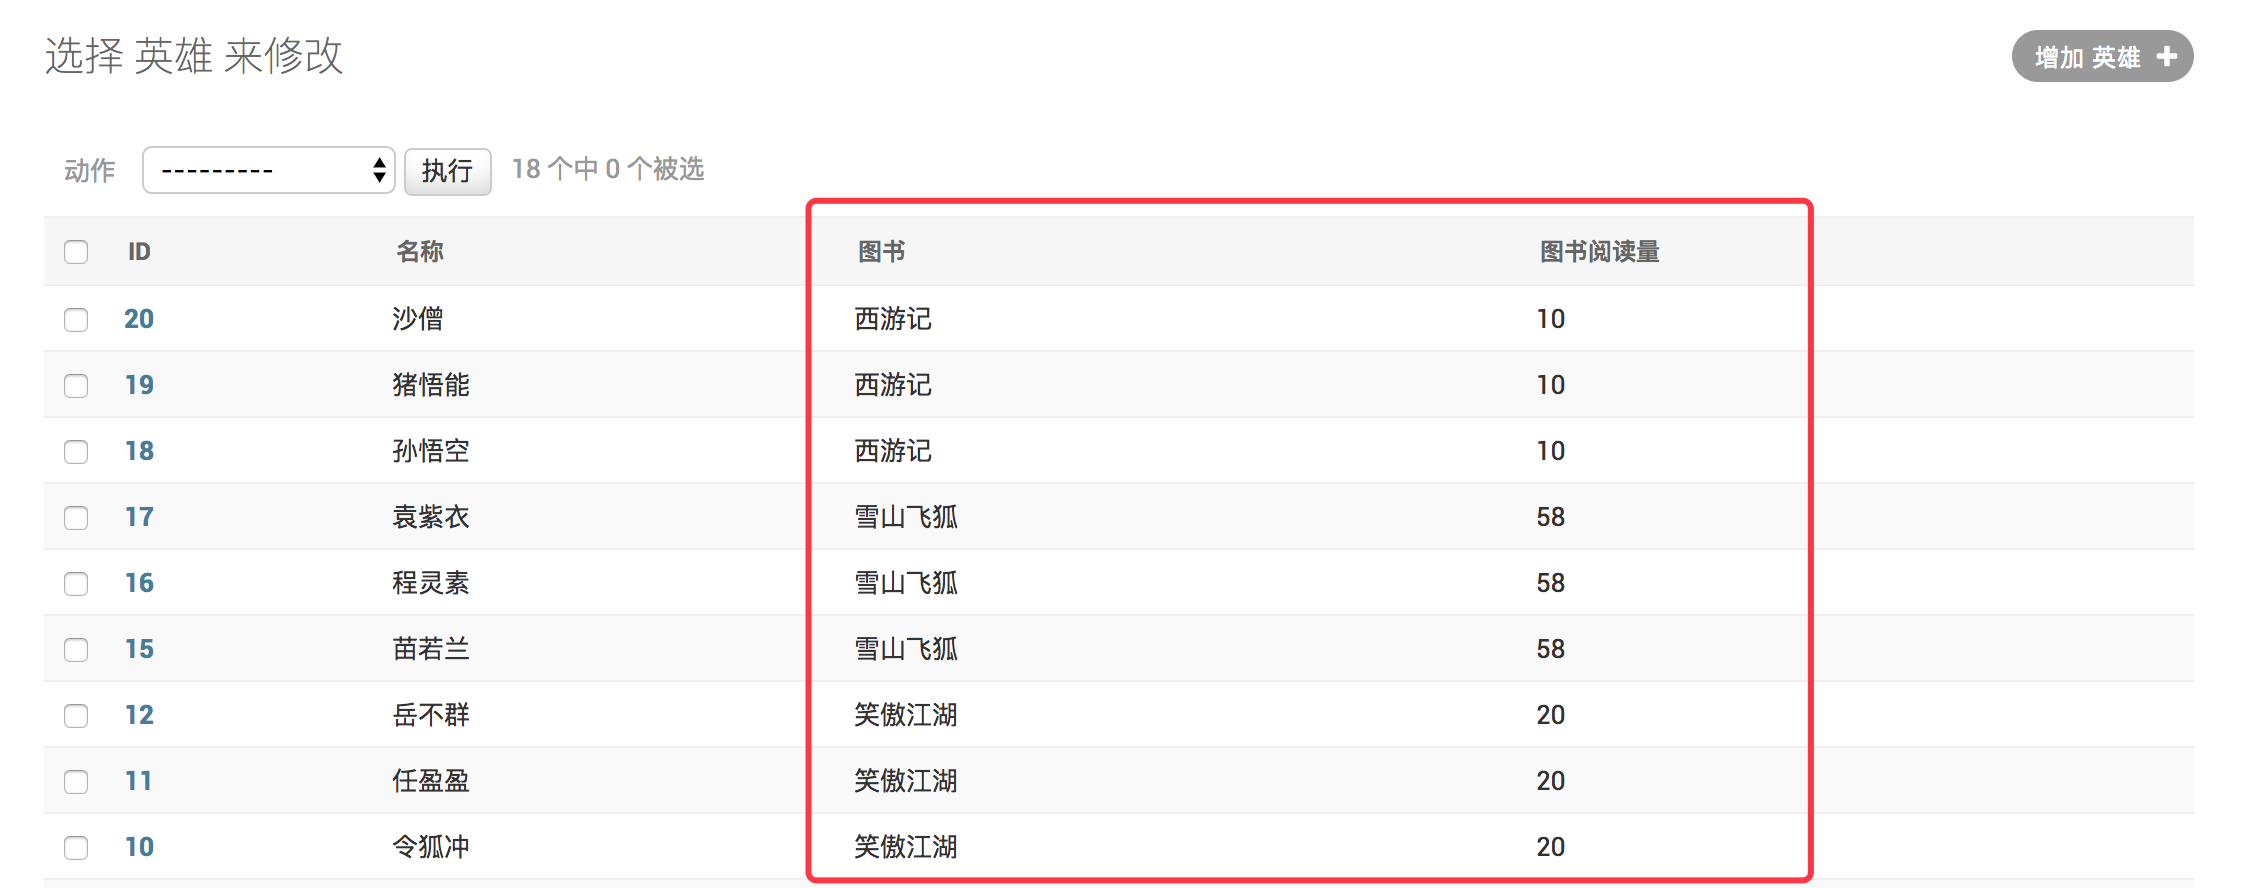 选择 英雄 来修改
增加 英雄 +
动作 --------- 执行 18 个中 0 个被选
ID 名称 图书 图书阅读量
20 沙僧 西游记 10
19 猪悟能 西游记 10
18 孙悟空 西游记 10
17 袁紫衣 雪山飞狐 58
16 程灵素 雪山飞狐 58
15 苗若兰 雪山飞狐 58
12 岳不群 笑傲江湖 20
11 任盈盈 笑傲江湖 20
10 令狐冲 笑傲江湖 20